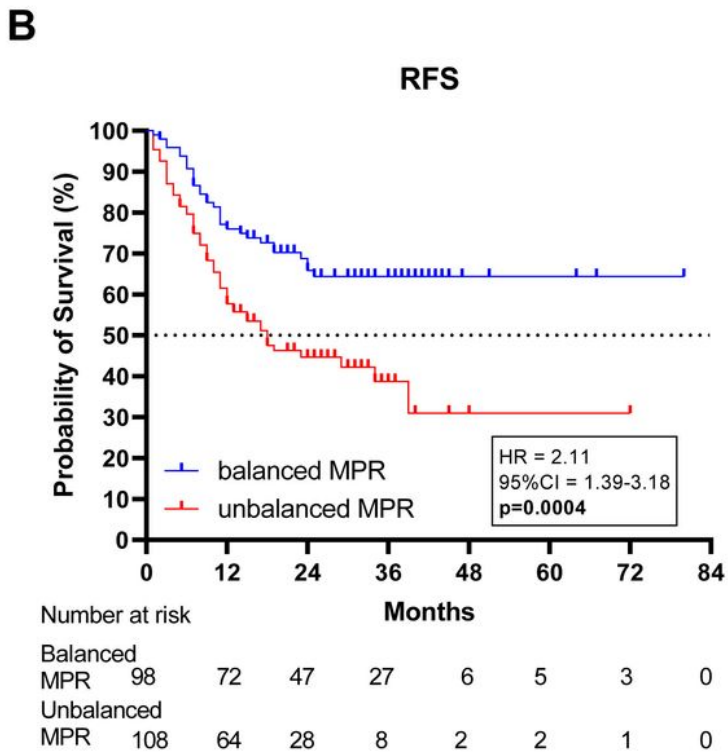 B
RFS
Probability of Survival (%)
100
90
80
70
60
50
40
30
20
10
0
balanced MPR
unbalanced MPR
HR = 2.11
95%CI = 1.39-3.18
p=0.0004
0 12 24 36 48 60 72 84
Months
Number at risk
Balanced
MPR 98 72 47 27 6 5 3 0
Unbalanced
MPR 108 64 28 8 2 2 1 0